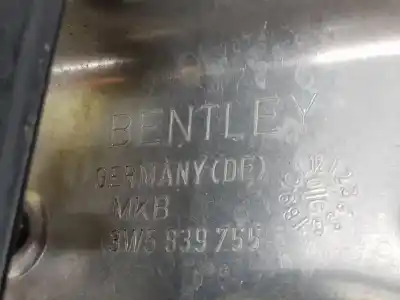 BENTLEY
GERMANY(DE)
MKB
3W5 839 755